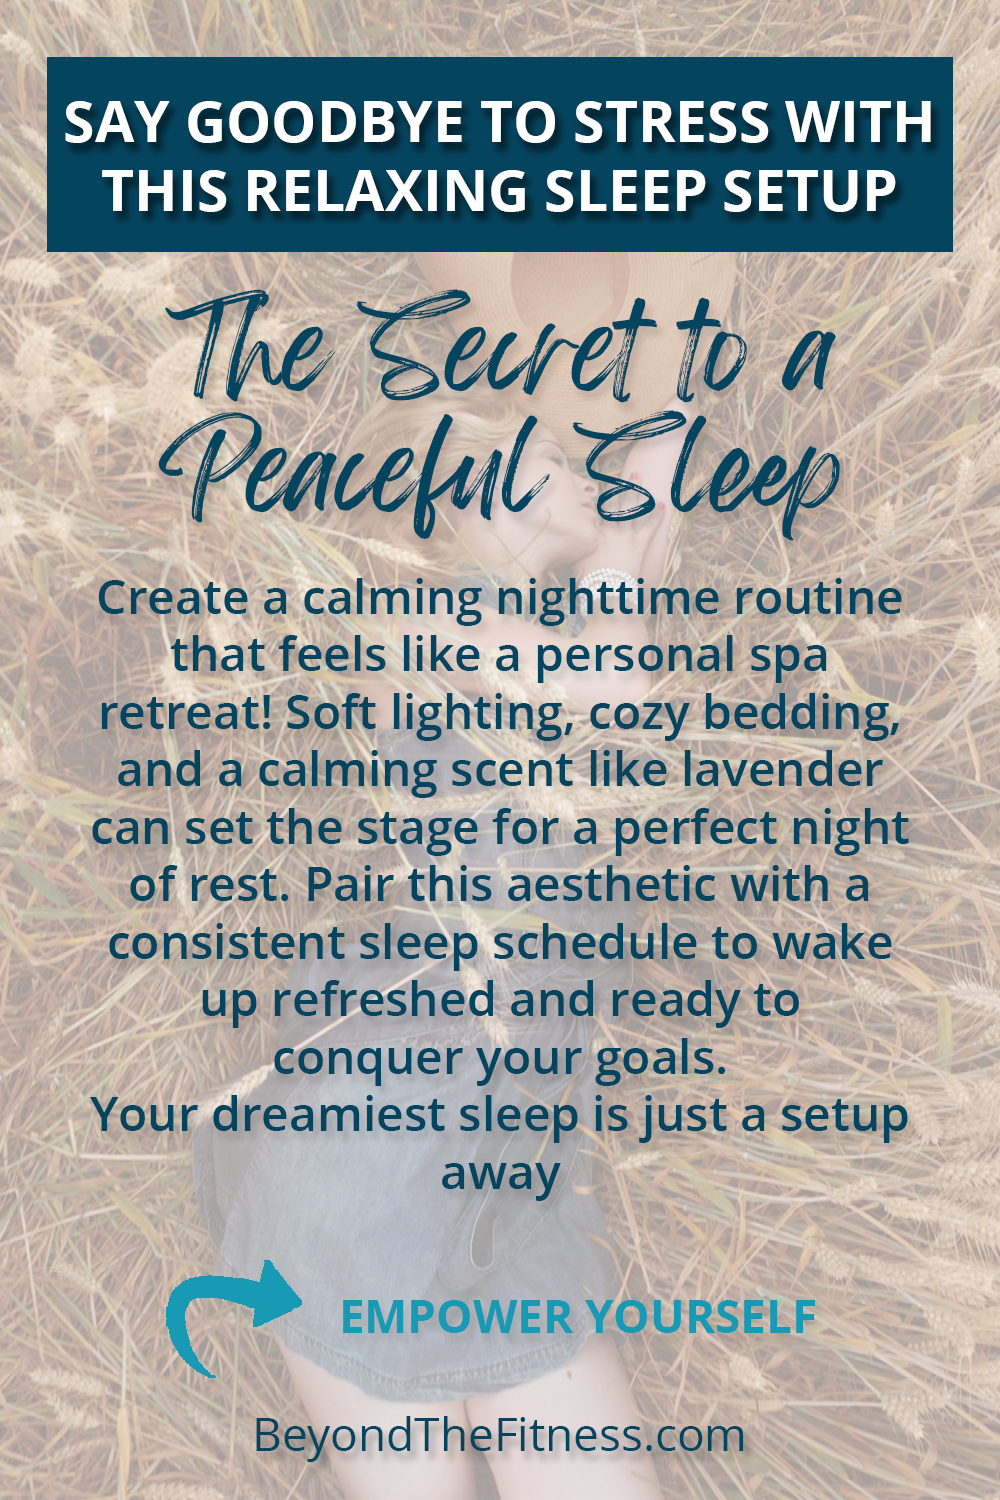 SAY GOODBYE TO STRESS WITH
THIS RELAXING SLEEP SETUP
The Secret to a
Peaceful Sleep
Create a calming nighttime routine
that feels like a personal spa
retreat! Soft lighting, cozy bedding,
and a calming scent like lavender
can set the stage for a perfect night
of rest. Pair this aesthetic with a
consistent sleep schedule to wake
up refreshed and ready to
conquer your goals.
Your dreamiest sleep is just a setup
away
EMPOWER YOURSELF
BeyondTheFitness.com